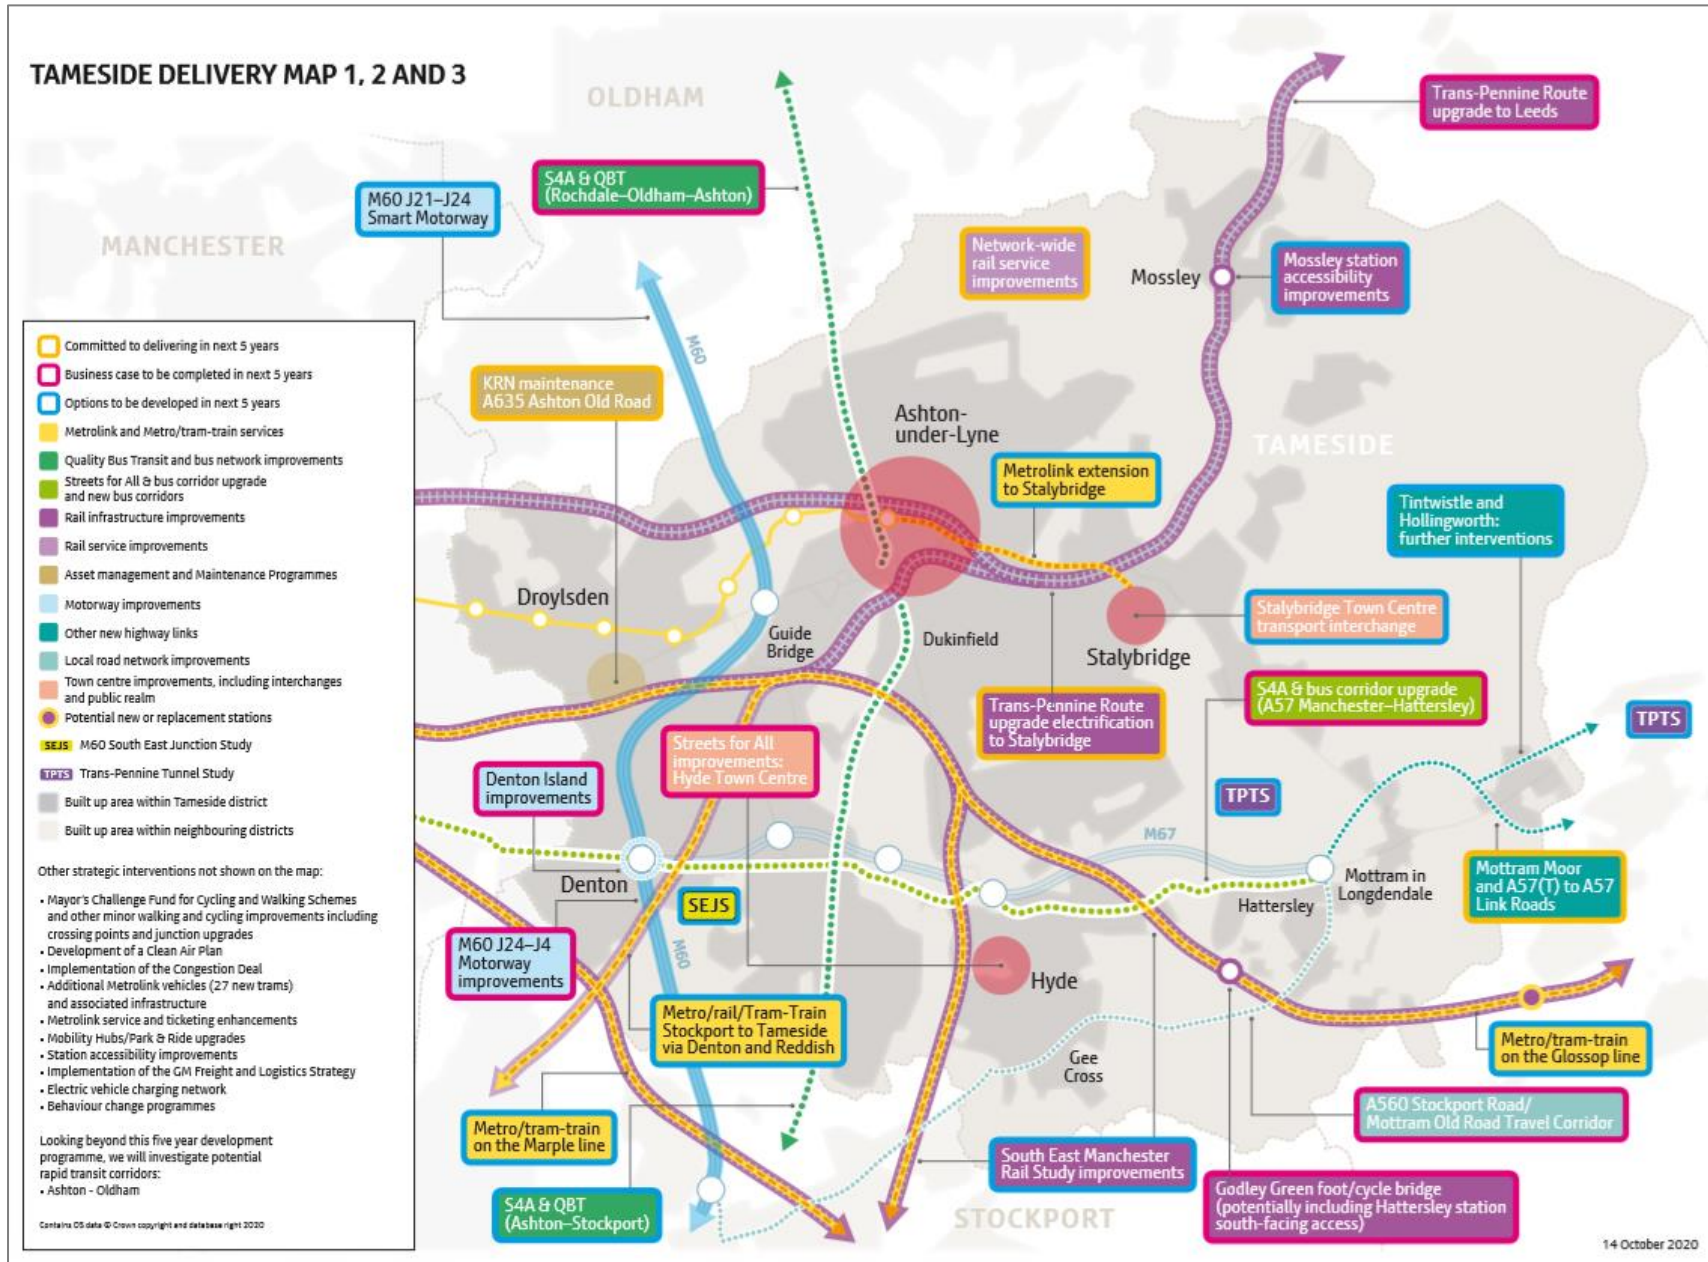 TAMESIDE DELIVERY MAP 1, 2 AND 3
OLDHAM
MANCHESTER
TAMESIDE
STOCKPORT
Trans-Pennine Route
upgrade to Leeds
S4A & QBT
(Rochdale–Oldham–Ashton)
M60 J21–J24
Smart Motorway
Network-wide
rail service
improvements
Mossley
Mossley station
accessibility
improvements
M60
KRN maintenance
A635 Ashton Old Road
Ashton-
under-Lyne
Metrolink extension
to Stalybridge
Tintwistle and
Hollingworth:
further interventions
Droylsden
Guide
Bridge
Dukinfield
Stalybridge
Stalybridge Town Centre
transport interchange
Trans-Pennine Route
upgrade electrification
to Stalybridge
S4A & bus corridor upgrade
(A57 Manchester–Hattersley)
TPTS
Streets for All
improvements:
Hyde Town Centre
Denton Island
improvements
TPTS
M67
Denton
SEJS
Hattersley
Mottram in
Longdendale
Mottram Moor
and A57(T) to A57
Link Roads
M60 J24–J4
Motorway
improvements
M60
Hyde
Metro/rail/Tram-Train
Stockport to Tameside
via Denton and Reddish
Gee
Cross
Metro/tram-train
on the Glossop line
Metro/tram-train
on the Marple line
A560 Stockport Road/
Mottram Old Road Travel Corridor
South East Manchester
Rail Study improvements
S4A & QBT
(Ashton–Stockport)
Godley Green foot/cycle bridge
(potentially including Hattersley station
south-facing access)
14 October 2020
Committed to delivering in next 5 years
Business case to be completed in next 5 years
Options to be developed in next 5 years
Metrolink and Metro/tram-train services
Quality Bus Transit and bus network improvements
Streets for All & bus corridor upgrade
and new bus corridors
Rail infrastructure improvements
Rail service improvements
Asset management and Maintenance Programmes
Motorway improvements
Other new highway links
Local road network improvements
Town centre improvements, including interchanges
and public realm
Potential new or replacement stations
SEJS M60 South East Junction Study
TPTS Trans-Pennine Tunnel Study
Built up area within Tameside district
Built up area within neighbouring districts
Other strategic interventions not shown on the map:
• Mayor's Challenge Fund for Cycling and Walking Schemes
and other minor walking and cycling improvements including
crossing points and junction upgrades
• Development of a Clean Air Plan
• Implementation of the Congestion Deal
• Additional Metrolink vehicles (27 new trams)
and associated infrastructure
• Metrolink service and ticketing enhancements
• Mobility Hubs/Park & Ride upgrades
• Station accessibility improvements
• Implementation of the GM Freight and Logistics Strategy
• Electric vehicle charging network
• Behaviour change programmes
Looking beyond this five year development
programme, we will investigate potential
rapid transit corridors:
• Ashton - Oldham
Contains OS data © Crown copyright and database right 2020